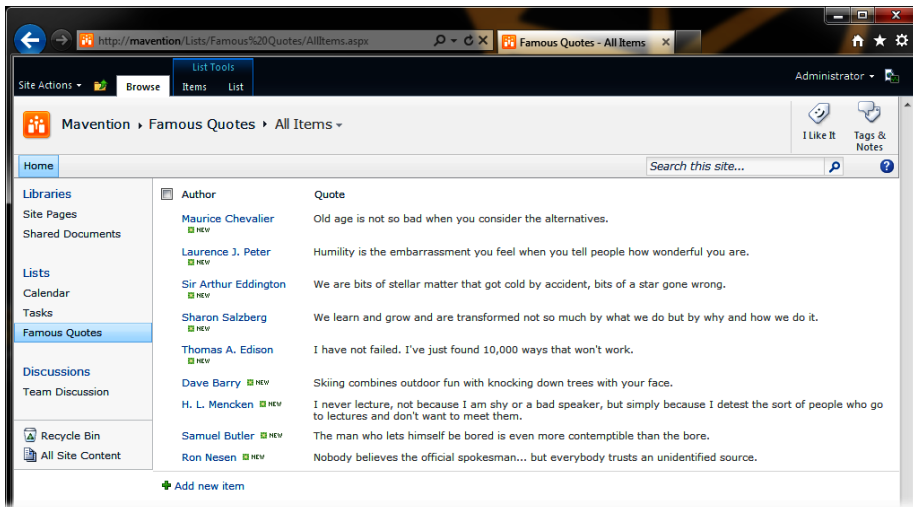 http://mavention/Lists/Famous%20Quotes/AllItems.aspx
Famous Quotes - All Items
List Tools
Site Actions
Browse
Items
List
Administrator
Mavention
Famous Quotes
All Items
I Like It
Tags &
Notes
Home
Search this site...
Libraries
Site Pages
Shared Documents
Lists
Calendar
Tasks
Famous Quotes
Discussions
Team Discussion
Recycle Bin
All Site Content
Author Quote
Maurice Chevalier Old age is not so bad when you consider the alternatives.
NEW
Laurence J. Peter Humility is the embarrassment you feel when you tell people how wonderful you are.
NEW
Sir Arthur Eddington We are bits of stellar matter that got cold by accident, bits of a star gone wrong.
NEW
Sharon Salzberg We learn and grow and are transformed not so much by what we do but by why and how we do it.
NEW
Thomas A. Edison I have not failed. I've just found 10,000 ways that won't work.
NEW
Dave Barry NEW Skiing combines outdoor fun with knocking down trees with your face.
H. L. Mencken NEW I never lecture, not because I am shy or a bad speaker, but simply because I detest the sort of people who go
to lectures and don't want to meet them.
Samuel Butler NEW The man who lets himself be bored is even more contemptible than the bore.
Ron Nesen NEW Nobody believes the official spokesman... but everybody trusts an unidentified source.
Add new item